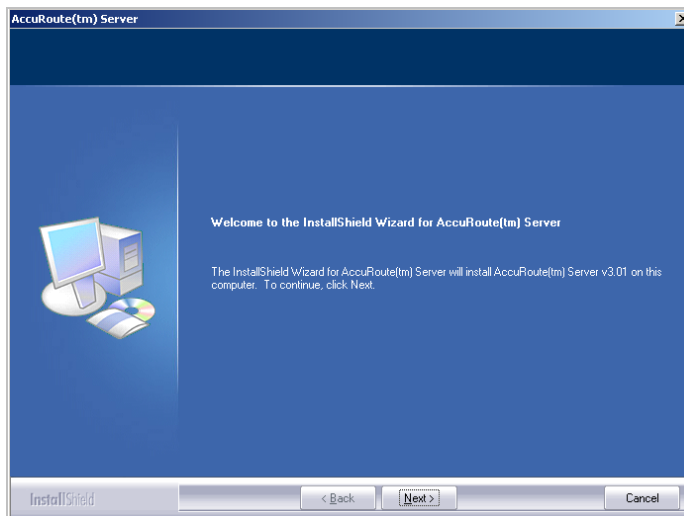 AccuRoute(tm) Server
Welcome to the InstallShield Wizard for AccuRoute(tm) Server
The InstallShield Wizard for AccuRoute(tm) Server will install AccuRoute(tm) Server v3.01 on this
computer. To continue, click Next.
InstallShield
< Back
Next >
Cancel